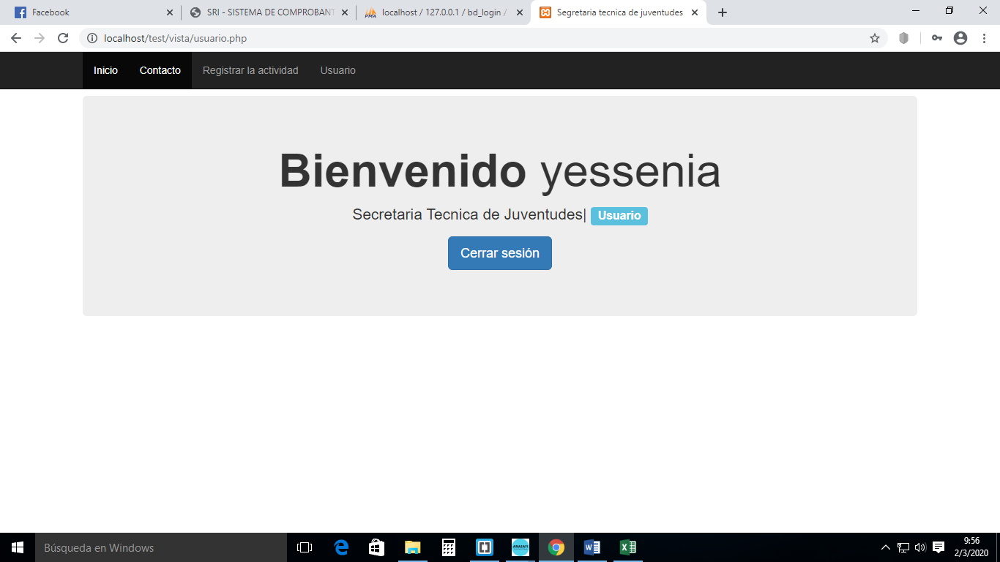 Facebook
SRI - SISTEMA DE COMPROBANT
PMA
localhost / 127.0.0.1 / bd_login /
Segretaria tecnica de juventudes
localhost/test/vista/usuario.php
Inicio
Contacto
Registrar la actividad
Usuario
Bienvenido yessenia
Secretaria Tecnica de Juventudes| Usuario
Cerrar sesión
Búsqueda en Windows
ANASATI
9:56
2/3/2020